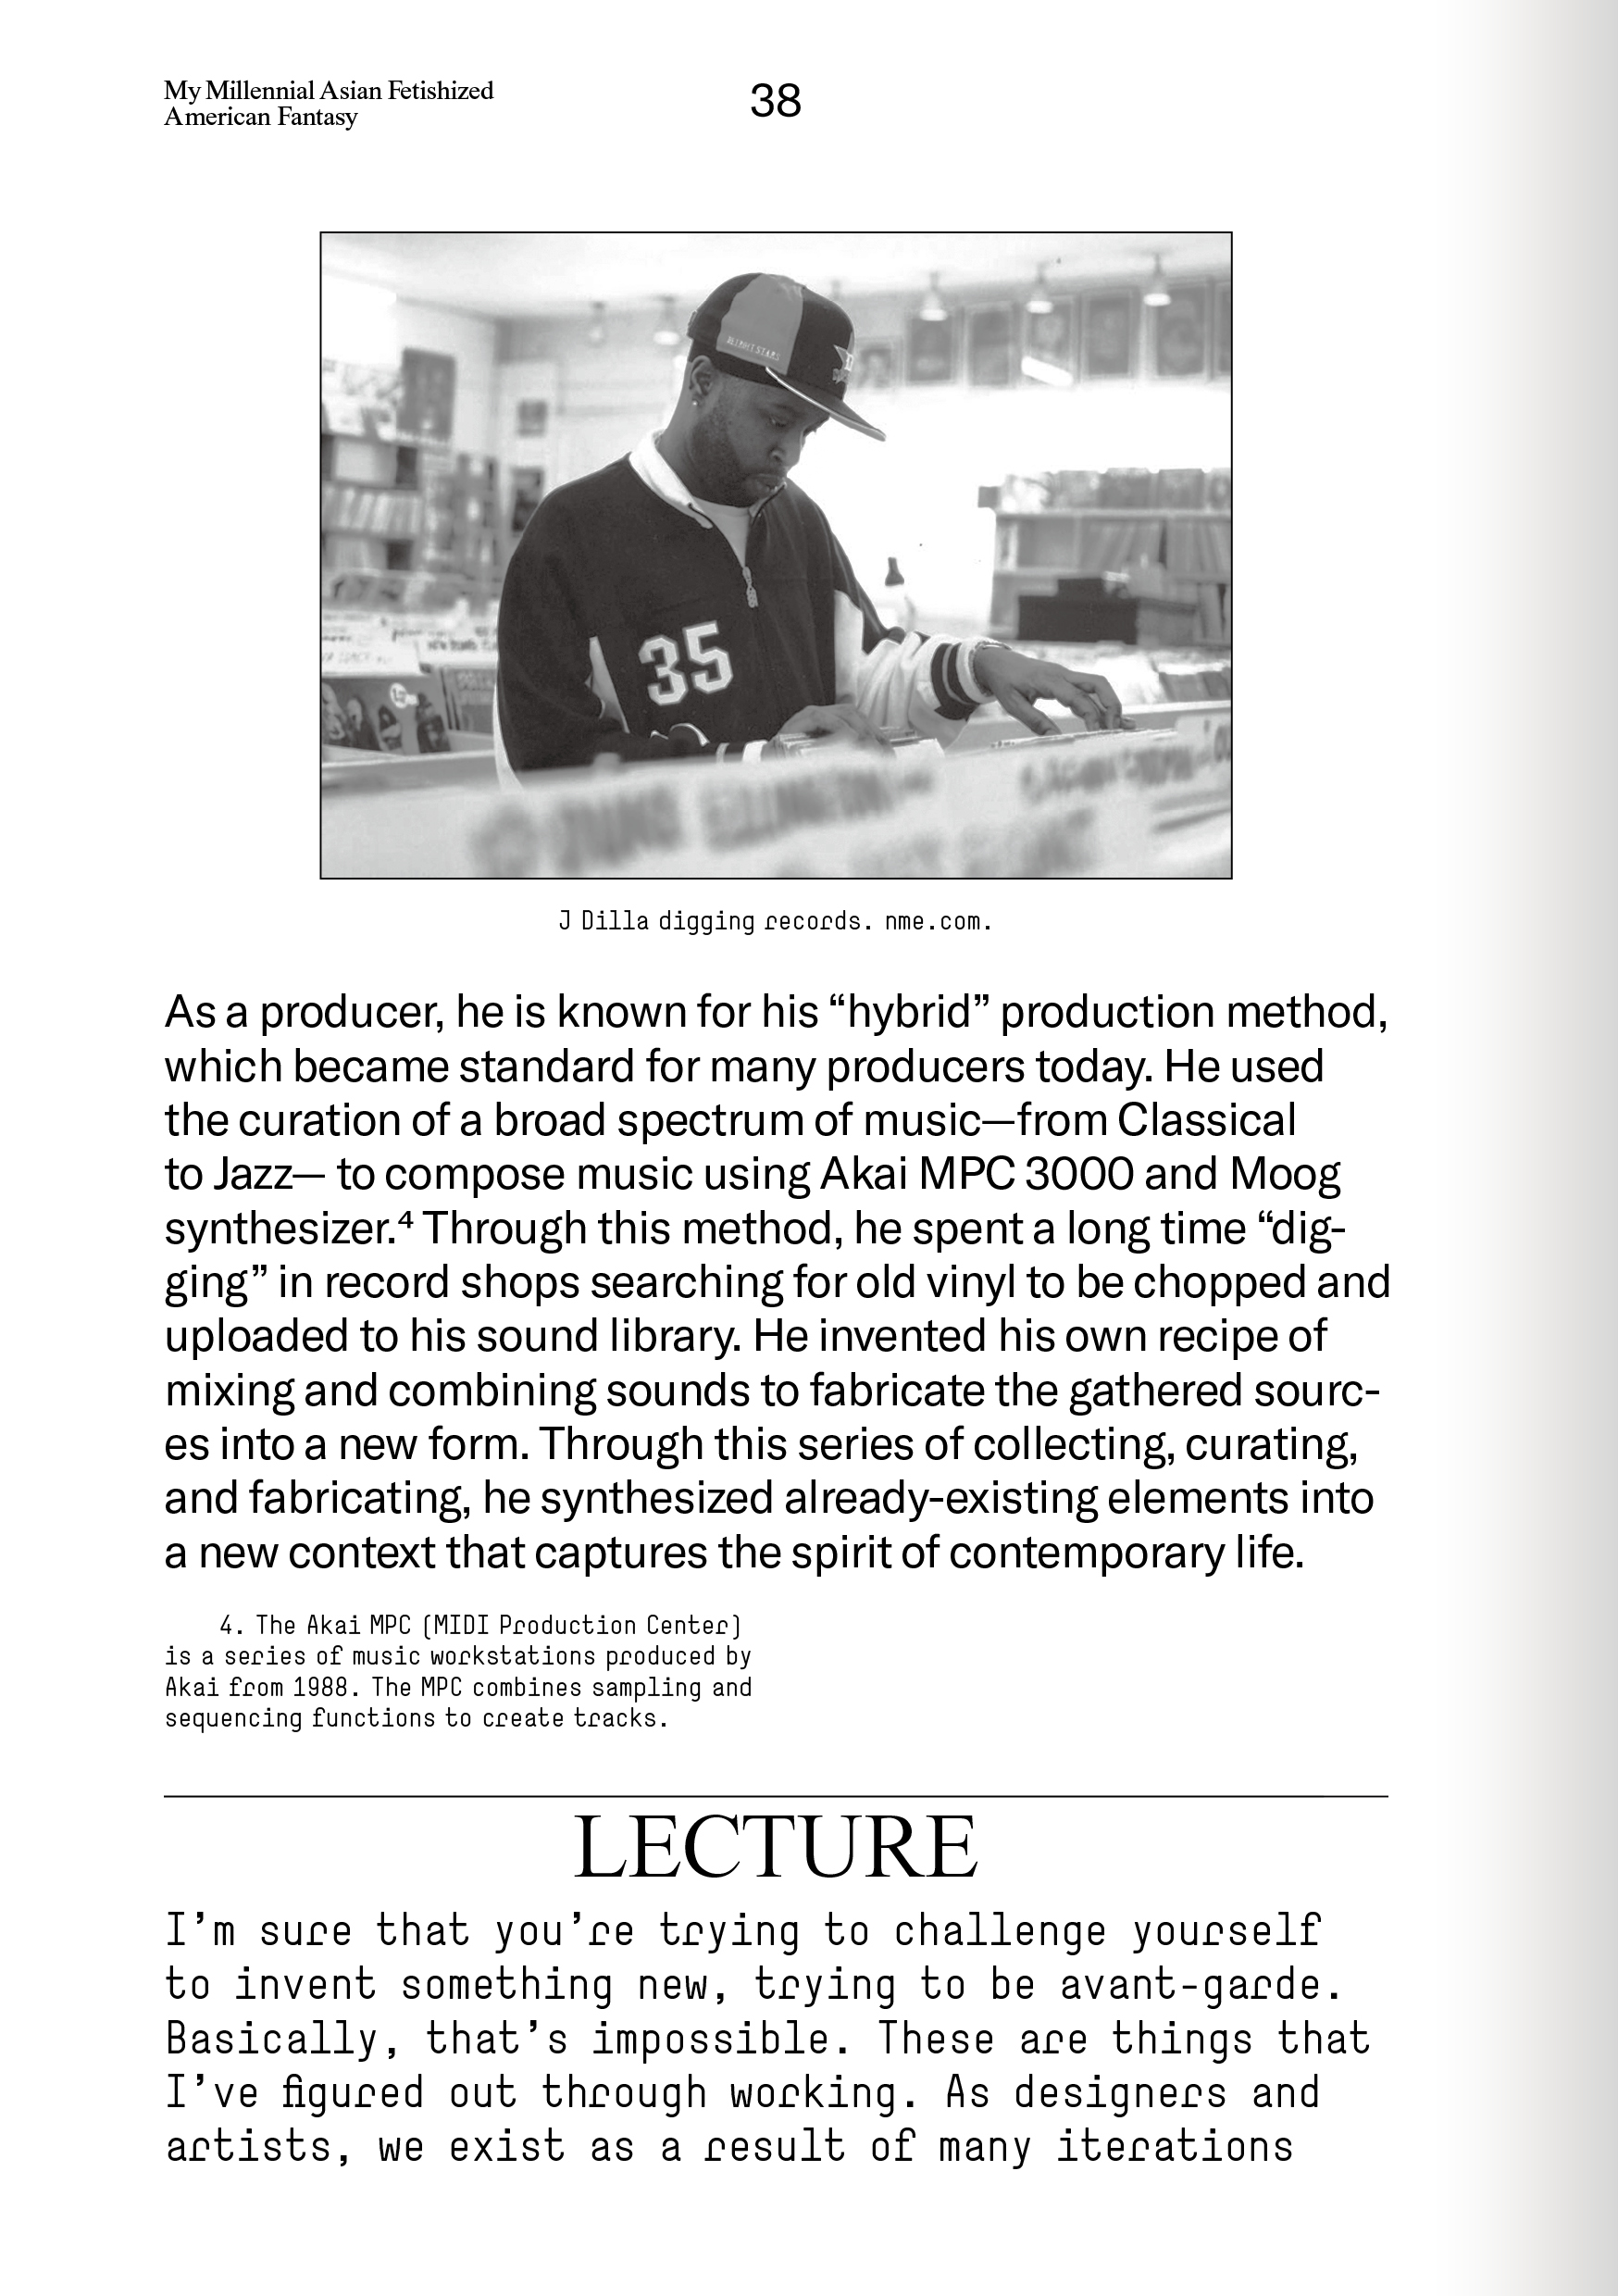 My Millennial Asian Fetishized
American Fantasy
38
DETROIT STARS
35
J Dilla digging records. nme.com.
As a producer, he is known for his “hybrid” production method,
which became standard for many producers today. He used
the curation of a broad spectrum of music—from Classical
to Jazz— to compose music using Akai MPC 3000 and Moog
synthesizer.⁴ Through this method, he spent a long time “dig-
ging” in record shops searching for old vinyl to be chopped and
uploaded to his sound library. He invented his own recipe of
mixing and combining sounds to fabricate the gathered sourc-
es into a new form. Through this series of collecting, curating,
and fabricating, he synthesized already-existing elements into
a new context that captures the spirit of contemporary life.
4. The Akai MPC (MIDI Production Center)
is a series of music workstations produced by
Akai from 1988. The MPC combines sampling and
sequencing functions to create tracks.
LECTURE
I’m sure that you’re trying to challenge yourself
to invent something new, trying to be avant-garde.
Basically, that’s impossible. These are things that
I’ve figured out through working. As designers and
artists, we exist as a result of many iterations